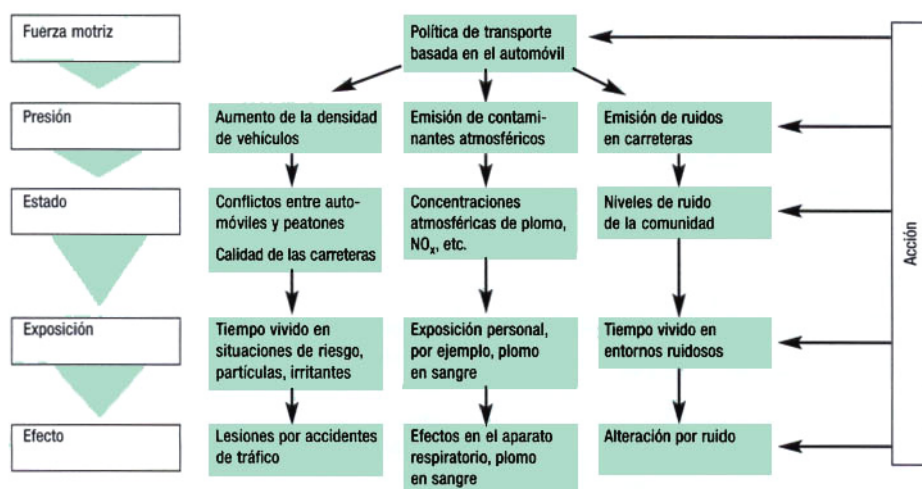 Fuerza motriz
Política de transporte
basada en el automóvil
Presión
Aumento de la densidad
de vehículos
Emisión de contami-
nantes atmosféricos
Emisión de ruidos
en carreteras
Estado
Conflictos entre auto-
móviles y peatones
Calidad de las carreteras
Concentraciones
atmosféricas de plomo,
NOx, etc.
Niveles de ruido
de la comunidad
Exposición
Tiempo vivido en
situaciones de riesgo,
partículas, irritantes
Exposición personal,
por ejemplo, plomo
en sangre
Tiempo vivido en
entornos ruidosos
Efecto
Lesiones por accidentes
de tráfico
Efectos en el aparato
respiratorio, plomo
en sangre
Alteración por ruido
Acción